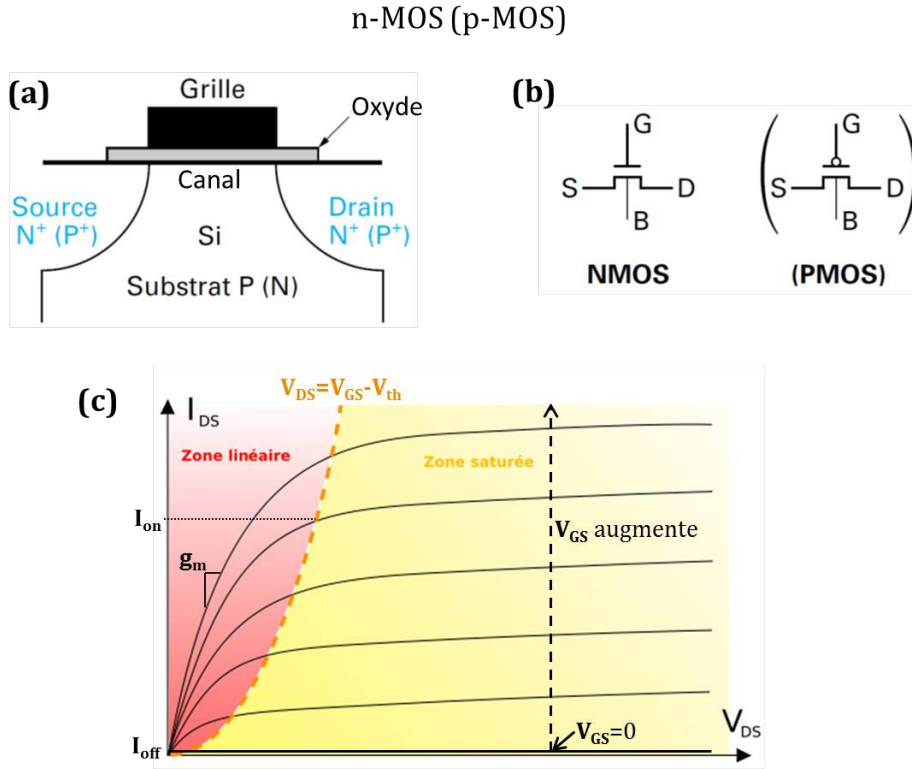 n-MOS (p-MOS)
(a)
Grille
Oxyde
Canal
Source
N⁺ (P⁺)
Drain
N⁺ (P⁺)
Si
Substrat P (N)
(b)
G
S
D
B
NMOS
G
S
D
B
(PMOS)
(c)
V_DS=V_GS-V_th
I_DS
Zone linéaire
Zone saturée
I_on
V_GS augmente
g_m
V_DS
V_GS=0
I_off